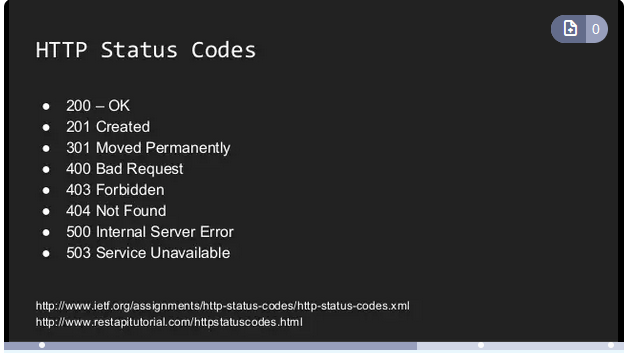 HTTP Status Codes
0
● 200 – OK
● 201 Created
● 301 Moved Permanently
● 400 Bad Request
● 403 Forbidden
● 404 Not Found
● 500 Internal Server Error
● 503 Service Unavailable
http://www.ietf.org/assignments/http-status-codes/http-status-codes.xml
http://www.restapitutorial.com/httpstatuscodes.html